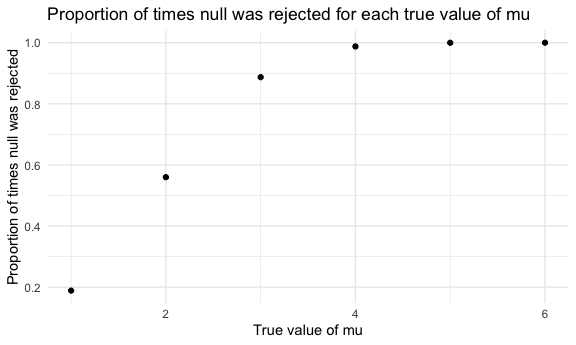 Proportion of times null was rejected for each true value of mu
Proportion of times null was rejected
1.0
0.8
0.6
0.4
0.2
2
4
6
True value of mu